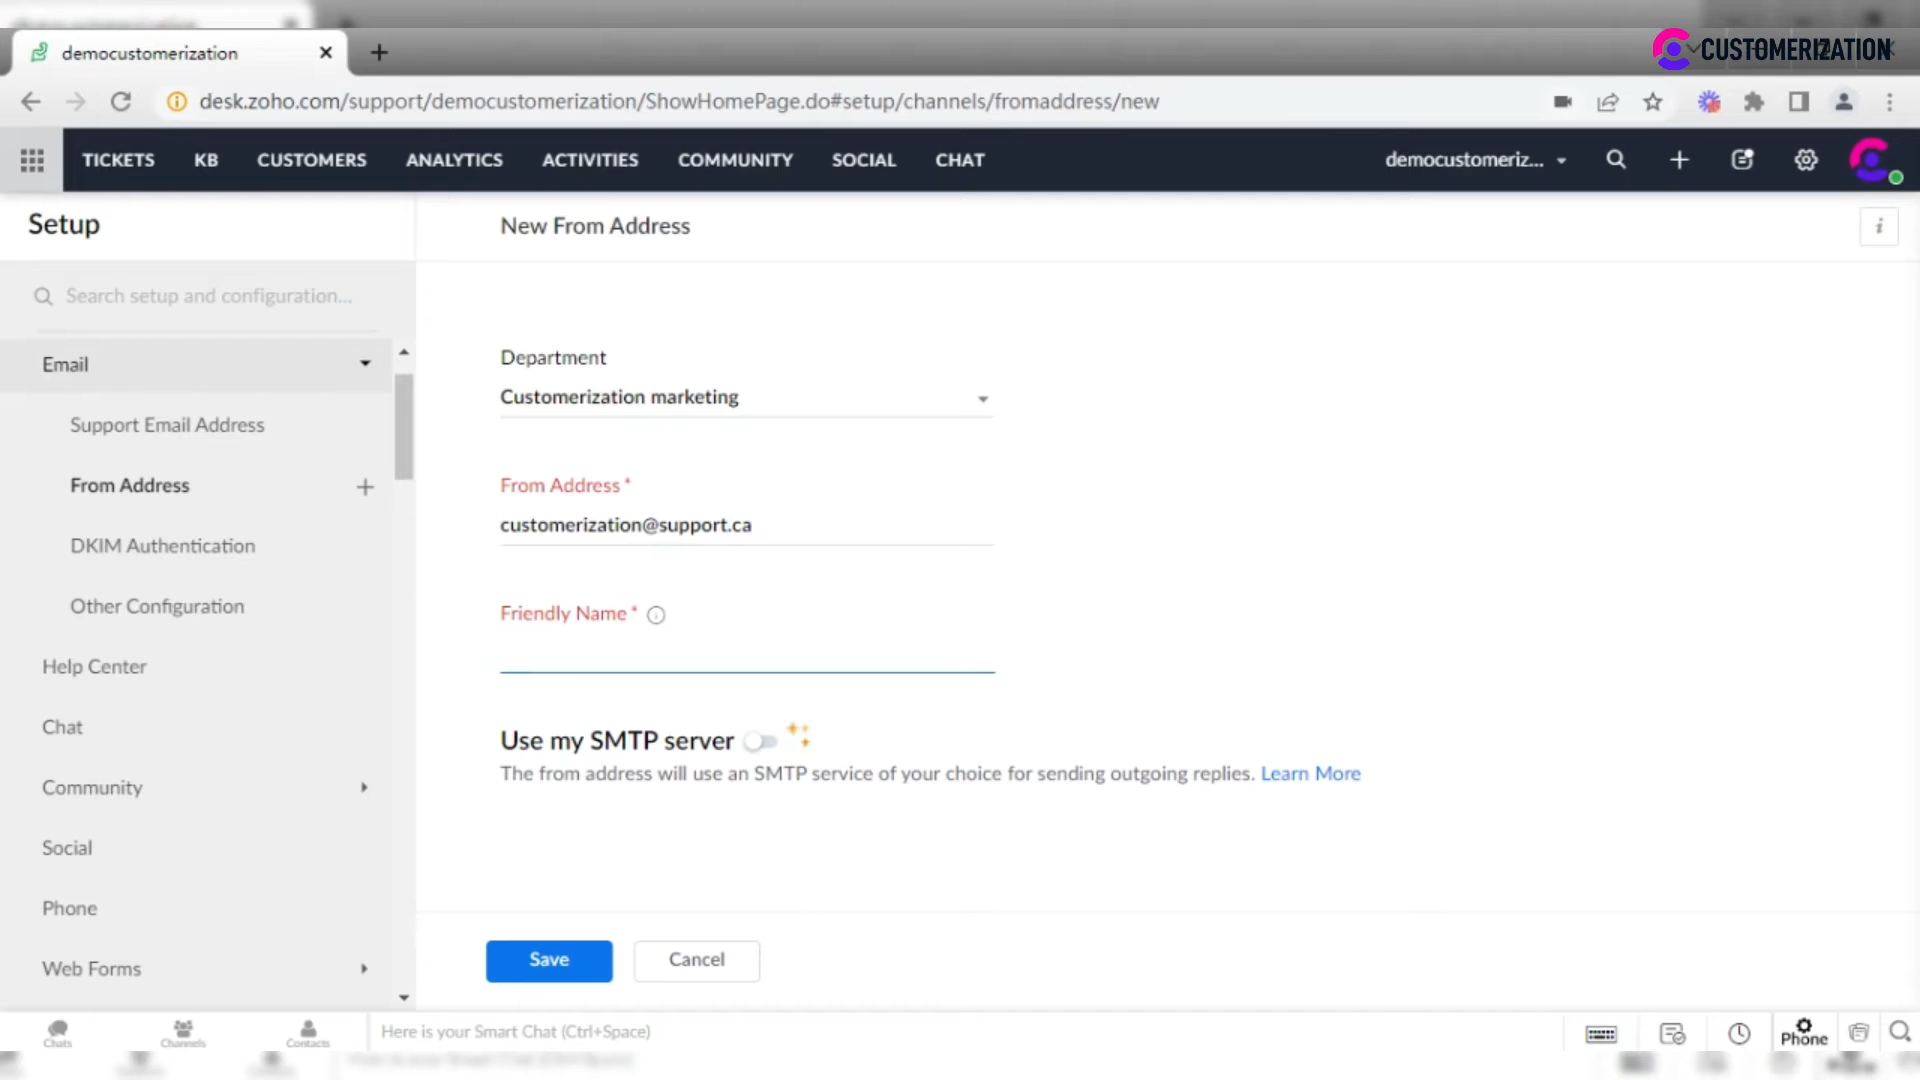 democustomerization
CUSTOMERIZATION
desk.zoho.com/support/democustomerization/ShowHomePage.do#setup/channels/fromaddress/new
TICKETS KB CUSTOMERS ANALYTICS ACTIVITIES COMMUNITY SOCIAL CHAT democustomeriz...
Setup
New From Address
Search setup and configuration...
Email
Support Email Address
From Address
DKIM Authentication
Other Configuration
Help Center
Chat
Community
Social
Phone
Web Forms
Department
Customerization marketing
From Address *
customerization@support.ca
Friendly Name *
Use my SMTP server
The from address will use an SMTP service of your choice for sending outgoing replies. Learn More
Save Cancel
Chats Channels Contacts Here is your Smart Chat (Ctrl+Space) Phone